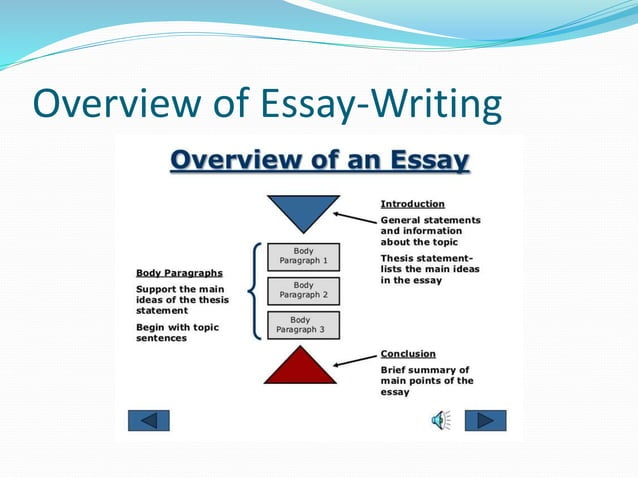 Overview of Essay-Writing
Overview of an Essay
Introduction
General statements
and information
about the topic
Thesis statement-
lists the main ideas
in the essay
Body
Paragraph 1
Body
Paragraph 2
Body
Paragraph 3
Body Paragraphs
Support the main
ideas of the thesis
statement
Begin with topic
sentences
Conclusion
Brief summary of
main points of the
essay